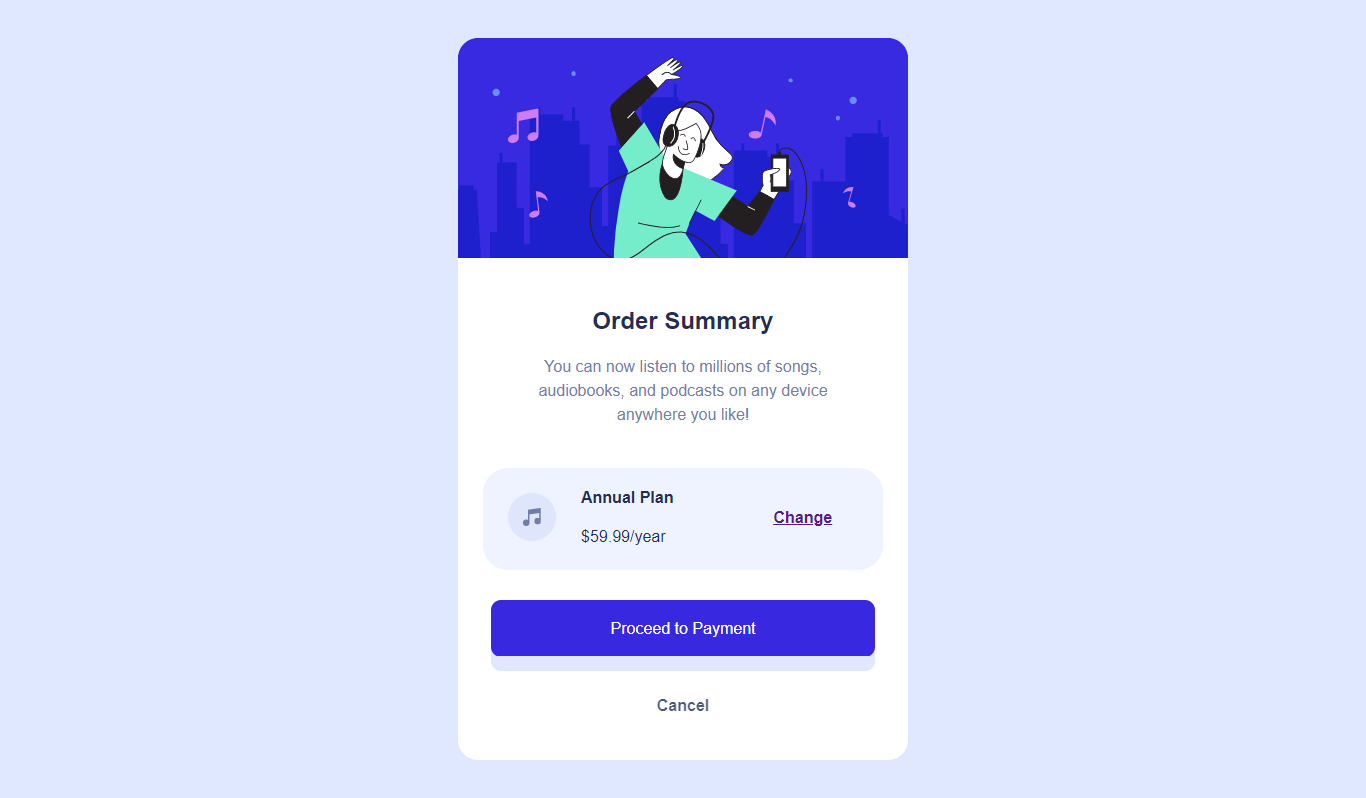 Order Summary
You can now listen to millions of songs,
audiobooks, and podcasts on any device
anywhere you like!
Annual Plan
$59.99/year
Change
Proceed to Payment
Cancel